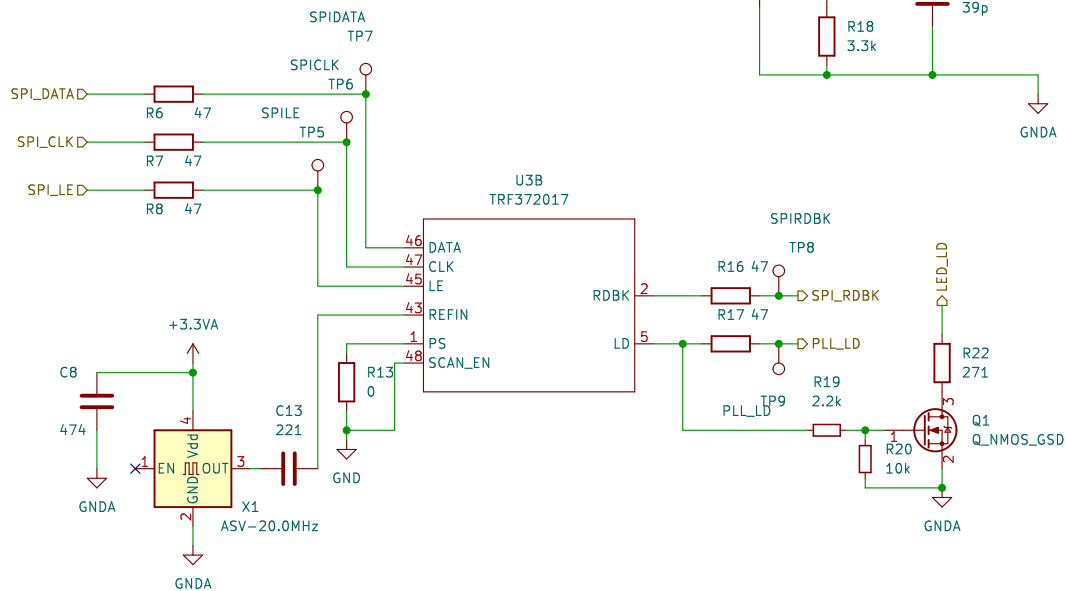 SPIDATA
TP7
39p
R18
3.3k
SPICLK
TP6
SPI_DATA
R6 47
SPILE
TP5
GNDA
SPI_CLK
R7 47
SPI_LE
R8 47
U3B
TRF372017
SPIRDBK
TP8
46 DATA
47 CLK
45 LE
R16 47
RDBK 2
SPI_RDBK
LED_LD
43 REFIN
R17 47
+3.3VA
1 PS
LD 5
PLL_LD
48 SCAN_EN
R22
271
C8
R13
0
R19
2.2k
TP9
PLL_LD
C13
221
474
4
Vdd
3
Q1
Q_NMOS_GSD
1
R20
10k
2
1 EN
OUT 3
GND
GND
GNDA
X1
ASV-20.0MHz
2
GNDA
GNDA